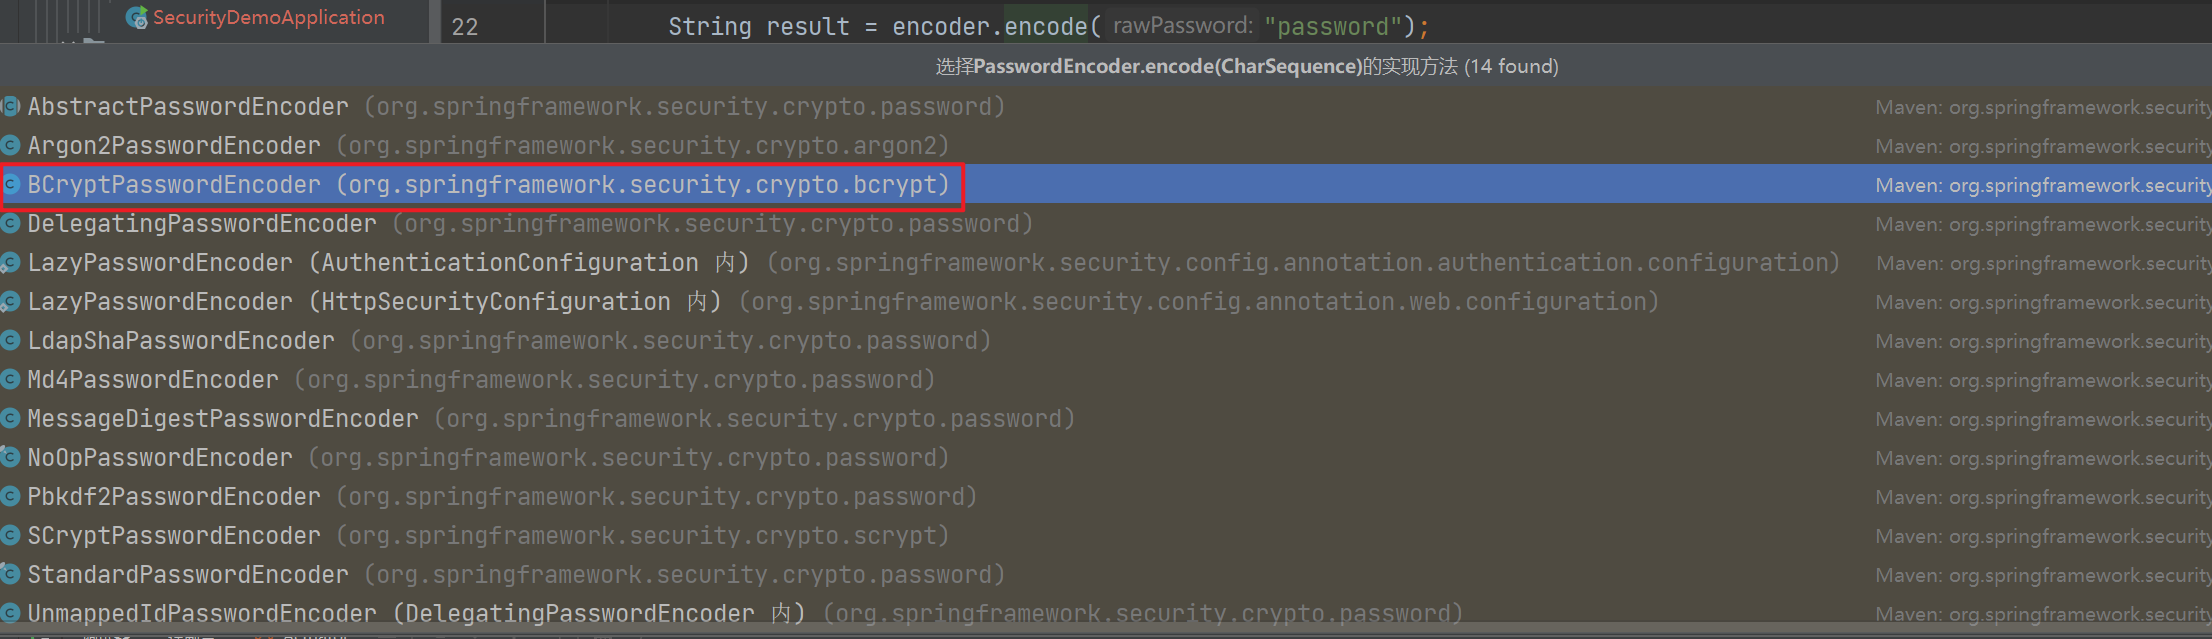 SecurityDemoApplication
22 String result = encoder.encode( rawPassword: "password");
选择PasswordEncoder.encode(CharSequence)的实现方法 (14 found)
AbstractPasswordEncoder (org.springframework.security.crypto.password) Maven: org.springframework.security
Argon2PasswordEncoder (org.springframework.security.crypto.argon2) Maven: org.springframework.security
BCryptPasswordEncoder (org.springframework.security.crypto.bcrypt) Maven: org.springframework.security
DelegatingPasswordEncoder (org.springframework.security.crypto.password) Maven: org.springframework.security
LazyPasswordEncoder (AuthenticationConfiguration 内) (org.springframework.security.config.annotation.authentication.configuration) Maven: org.springframework.security
LazyPasswordEncoder (HttpSecurityConfiguration 内) (org.springframework.security.config.annotation.web.configuration) Maven: org.springframework.security
LdapShaPasswordEncoder (org.springframework.security.crypto.password) Maven: org.springframework.security
Md4PasswordEncoder (org.springframework.security.crypto.password) Maven: org.springframework.security
MessageDigestPasswordEncoder (org.springframework.security.crypto.password) Maven: org.springframework.security
NoOpPasswordEncoder (org.springframework.security.crypto.password) Maven: org.springframework.security
Pbkdf2PasswordEncoder (org.springframework.security.crypto.password) Maven: org.springframework.security
SCryptPasswordEncoder (org.springframework.security.crypto.scrypt) Maven: org.springframework.security
StandardPasswordEncoder (org.springframework.security.crypto.password) Maven: org.springframework.security
UnmappedIdPasswordEncoder (DelegatingPasswordEncoder 内) (org.springframework.security.crypto.password) Maven: org.springframework.security